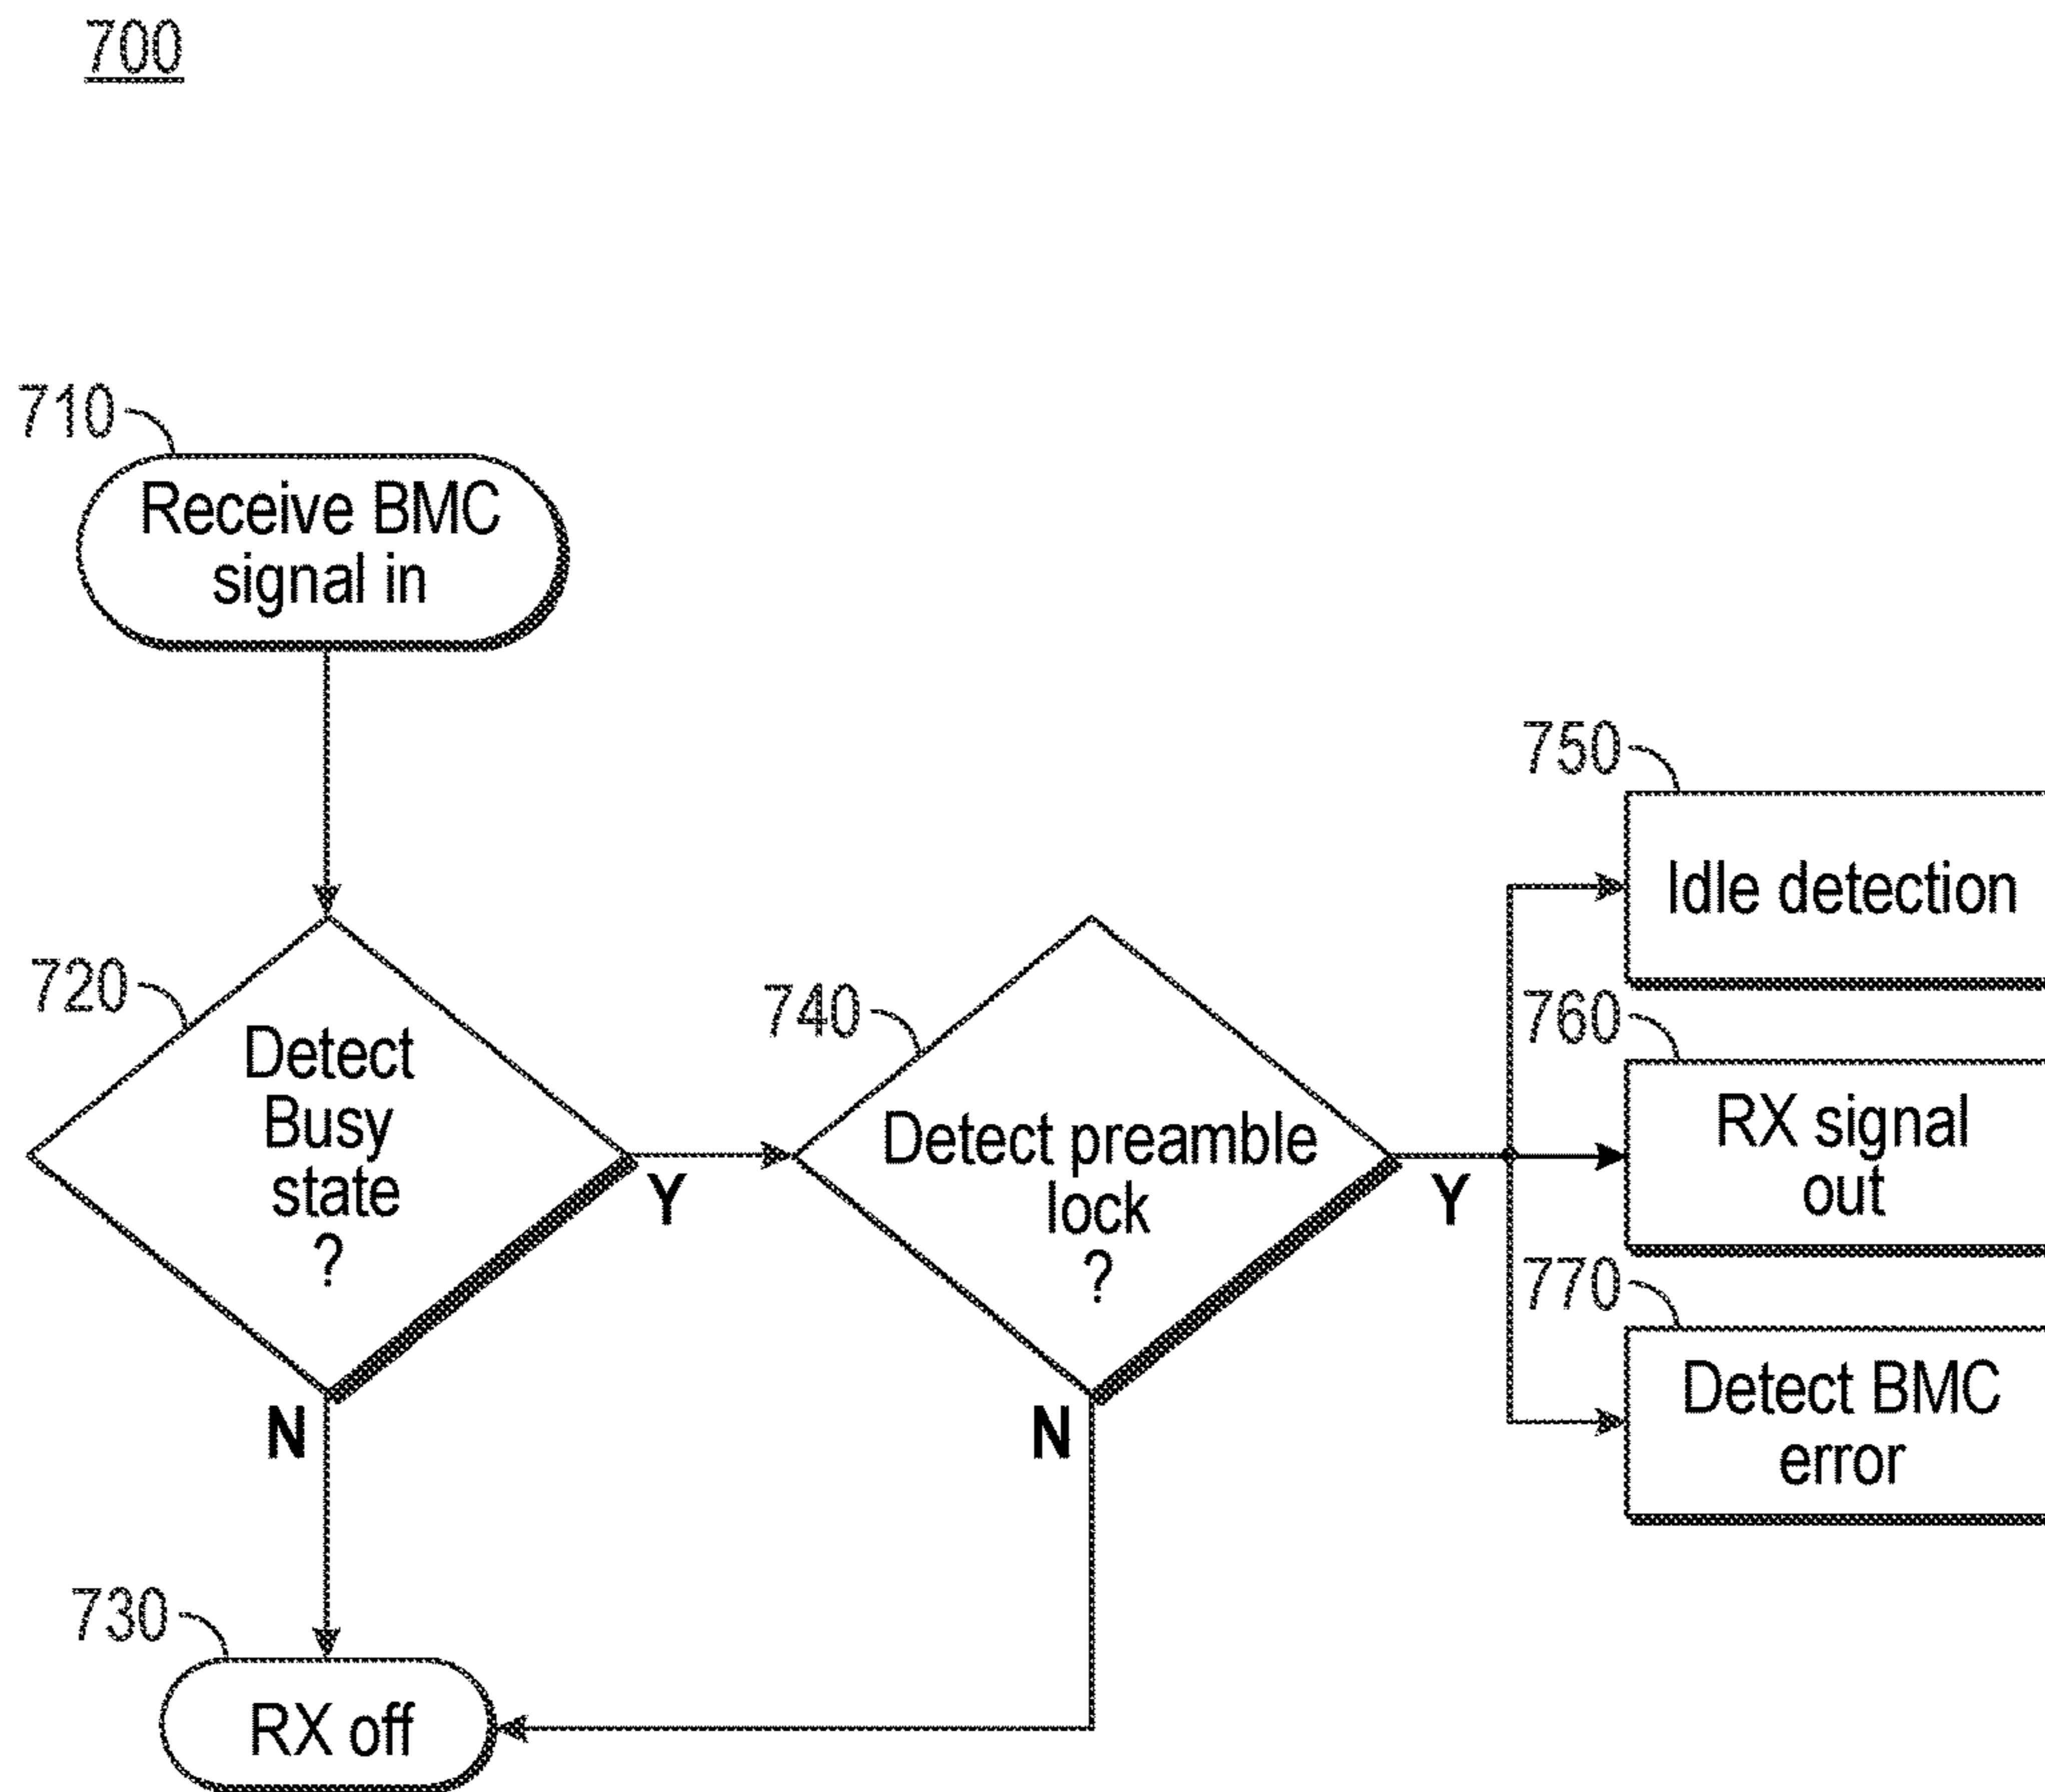 700
710
Receive BMC
signal in
720
Detect
Busy
state
?
Y
N
730
RX off
740
Detect preamble
lock
?
Y
N
750
Idle detection
760
RX signal
out
770
Detect BMC
error